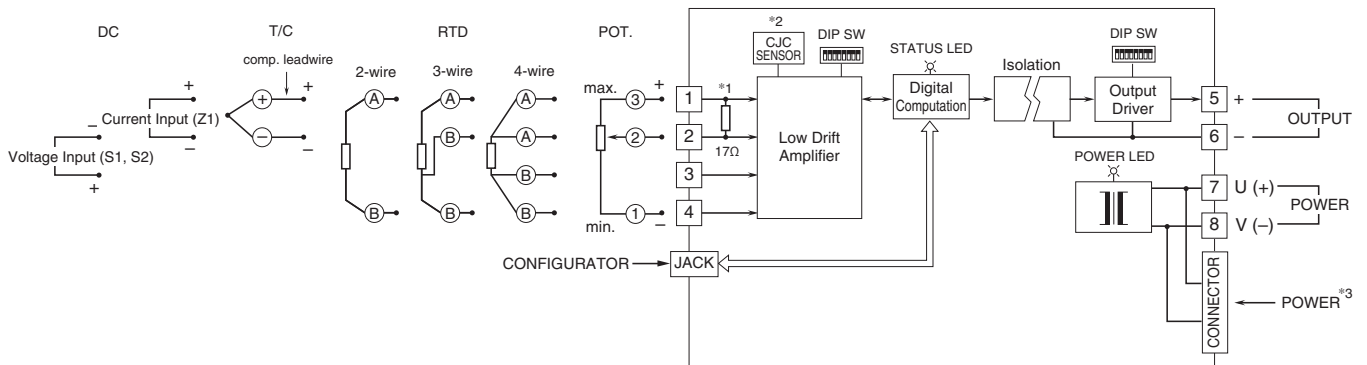 DC
T/C
RTD
POT.
comp. leadwire
2-wire
3-wire
4-wire
*2
CJC
SENSOR
DIP SW
STATUS LED
Isolation
DIP SW
+
Current Input (Z1)
–
–
Voltage Input (S1, S2)
+
+
+
–
–
A
B
A
B
B
A
A
B
B
max.
3
+
2
1
–
min.
1
2
3
4
*1
17Ω
Low Drift
Amplifier
Digital
Computation
Output
Driver
5
+
6
–
OUTPUT
POWER LED
7
U (+)
8
V (–)
POWER
CONFIGURATOR
JACK
CONNECTOR
POWER*3